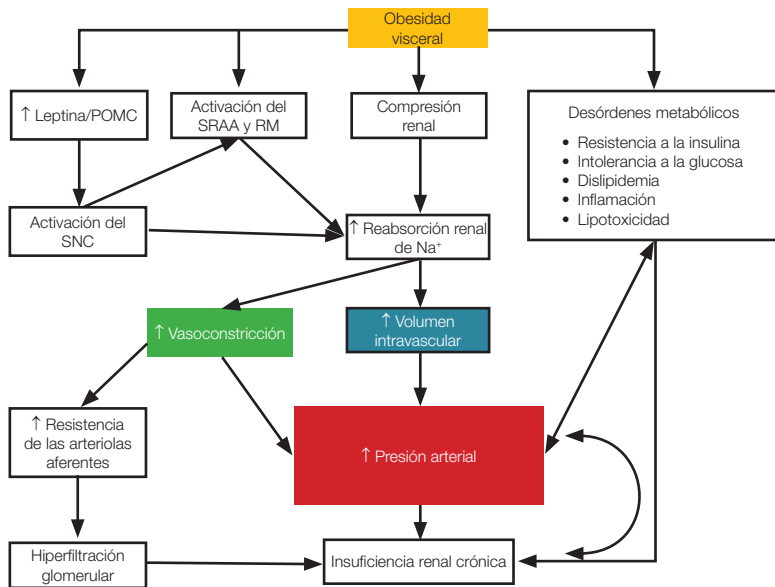 Obesidad
visceral
↑ Leptina/POMC
Activación del
SRAA y RM
Compresión
renal
Desórdenes metabólicos
• Resistencia a la insulina
• Intolerancia a la glucosa
• Dislipidemia
• Inflamación
• Lipotoxicidad
Activación del
SNC
↑ Reabsorción renal
de Na⁺
↑ Vasoconstricción
↑ Volumen
intravascular
↑ Resistencia
de las arteriolas
aferentes
↑ Presión arterial
Hiperfiltración
glomerular
Insuficiencia renal crónica